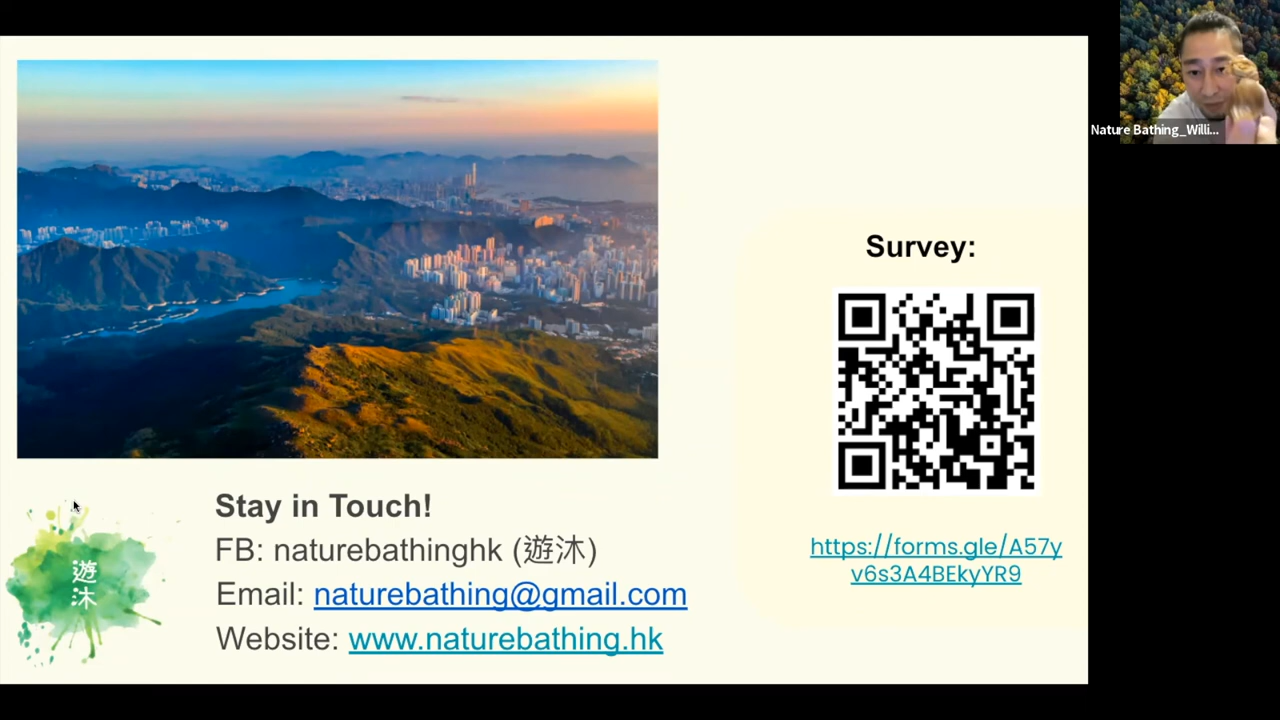 Nature Bathing_Willi...
Survey:
https://forms.gle/A57y
v6s3A4BEkyYR9
Stay in Touch!
FB: naturebathinghk (遊沐)
Email: naturebathing@gmail.com
Website: www.naturebathing.hk
遊
沐